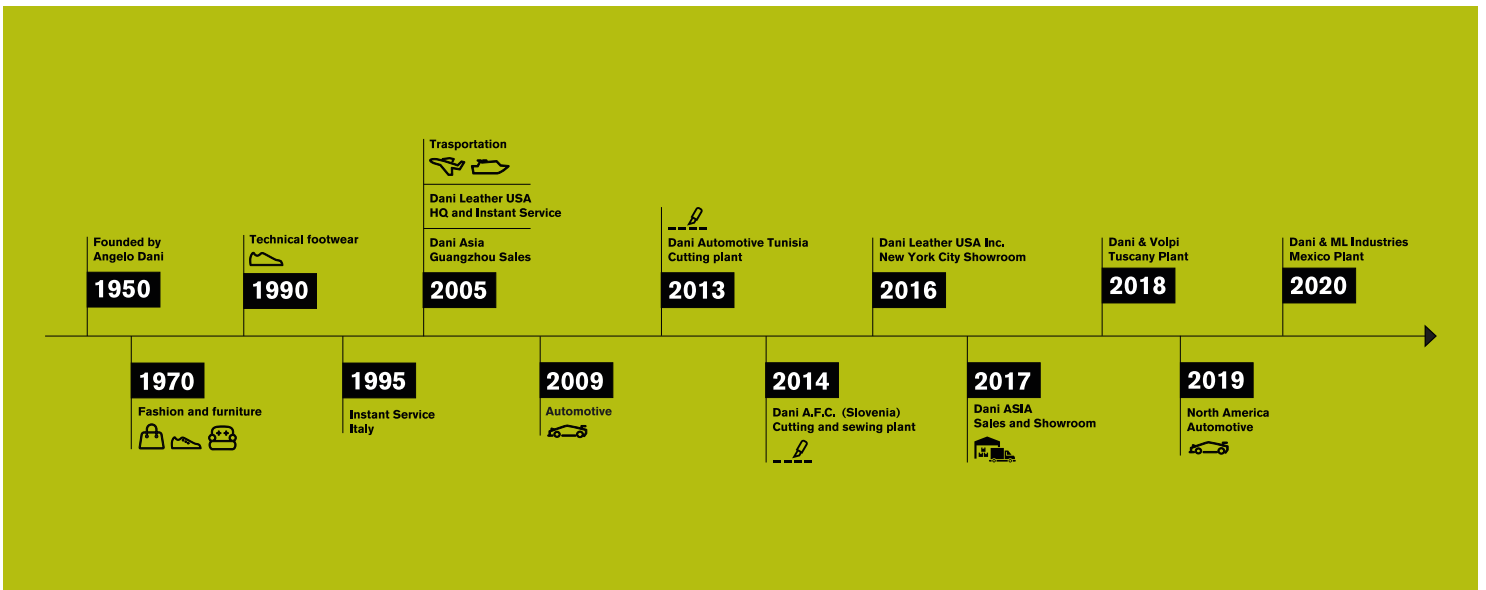 Founded by
Angelo Dani
1950
1970
Fashion and furniture
Technical footwear
1990
1995
Instant Service
Italy
Trasportation
Dani Leather USA
HQ and Instant Service
Dani Asia
Guangzhou Sales
2005
2009
Automotive
Dani Automotive Tunisia
Cutting plant
2013
2014
Dani A.F.C. (Slovenia)
Cutting and sewing plant
Dani Leather USA Inc.
New York City Showroom
2016
2017
Dani ASIA
Sales and Showroom
Dani & Volpi
Tuscany Plant
2018
2019
North America
Automotive
Dani & ML Industries
Mexico Plant
2020